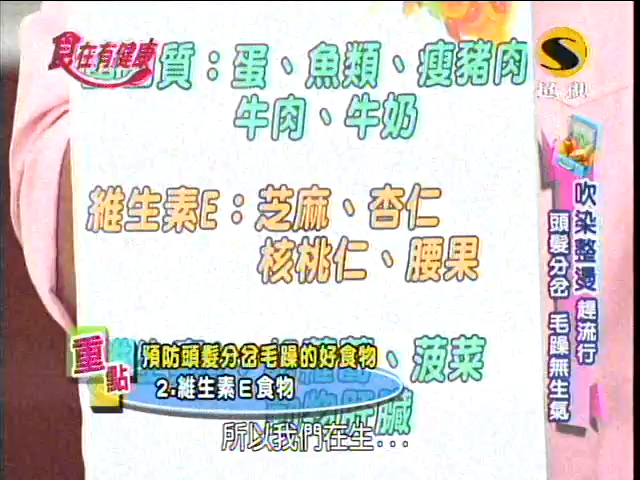 食在有健康
質：蛋、魚類、瘦豬肉
牛肉、牛奶
維生素E：芝麻、杏仁
核桃仁、腰果
、菠菜
肝臟
重點
預防頭髮分岔毛躁的好食物
2.維生素E食物
所以我們在生…
超視
吹染整燙 趕流行
頭髮分岔 毛躁無生氣